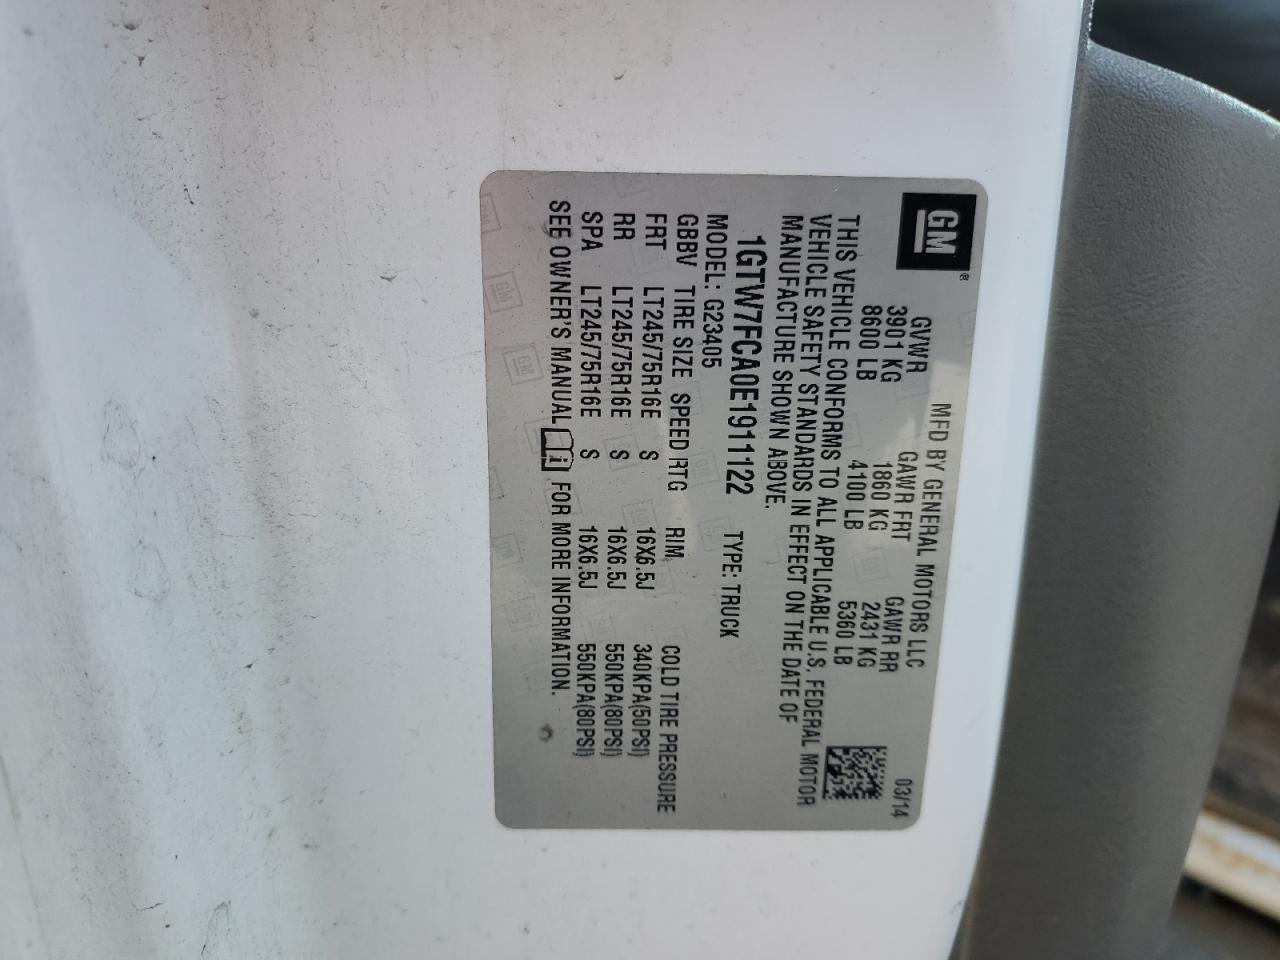 GM®
MFD BY GENERAL MOTORS LLC 03/14
GVWR GAWR FRT GAWR RR
3901 KG 1860 KG 2431 KG
8600 LB 4100 LB 5360 LB
THIS VEHICLE CONFORMS TO ALL APPLICABLE U.S. FEDERAL MOTOR
VEHICLE SAFETY STANDARDS IN EFFECT ON THE DATE OF
MANUFACTURE SHOWN ABOVE.
1GTW7FCA0E1911122 TYPE: TRUCK
MODEL: G23405
GBBV TIRE SIZE SPEED RTG RIM COLD TIRE PRESSURE
FRT LT245/75R16E S 16X6.5J 340KPA(50PSI)
RR LT245/75R16E S 16X6.5J 550KPA(80PSI)
SPA LT245/75R16E S 16X6.5J 550KPA(80PSI)
SEE OWNER'S MANUAL i FOR MORE INFORMATION.